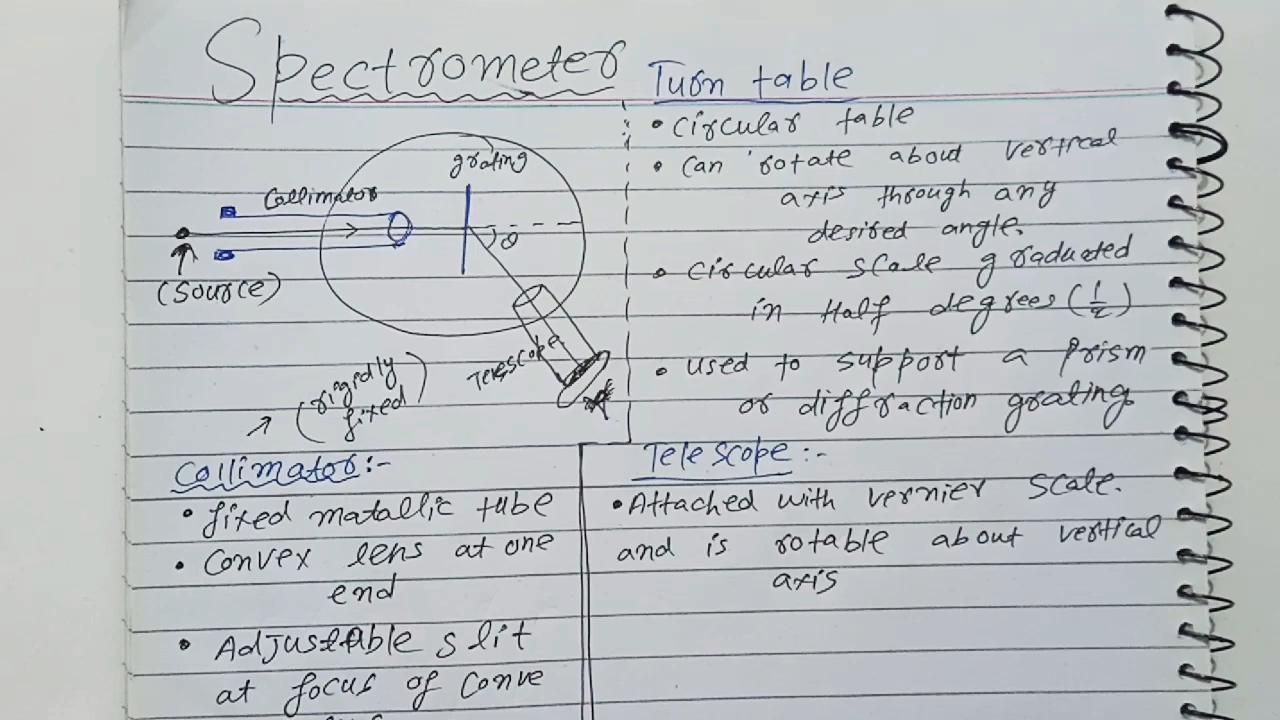 Spectrometer
grating
Collimator
θ
(Source)
Telescope
(rigedly
fixed)
Turn table
• Circular table
• Can rotate about vertical
axis through any
desired angle.
• Circular scale graduated
in Half degrees (1/2)
• used to support a Prism
or diffraction grating.
Collimator:-
• fixed matallic tube
• Convex lens at one
end
• Adjustable slit
at focus of Conve
Telescope:-
• Attached with vernier scale.
and is rotable about vertical
axis